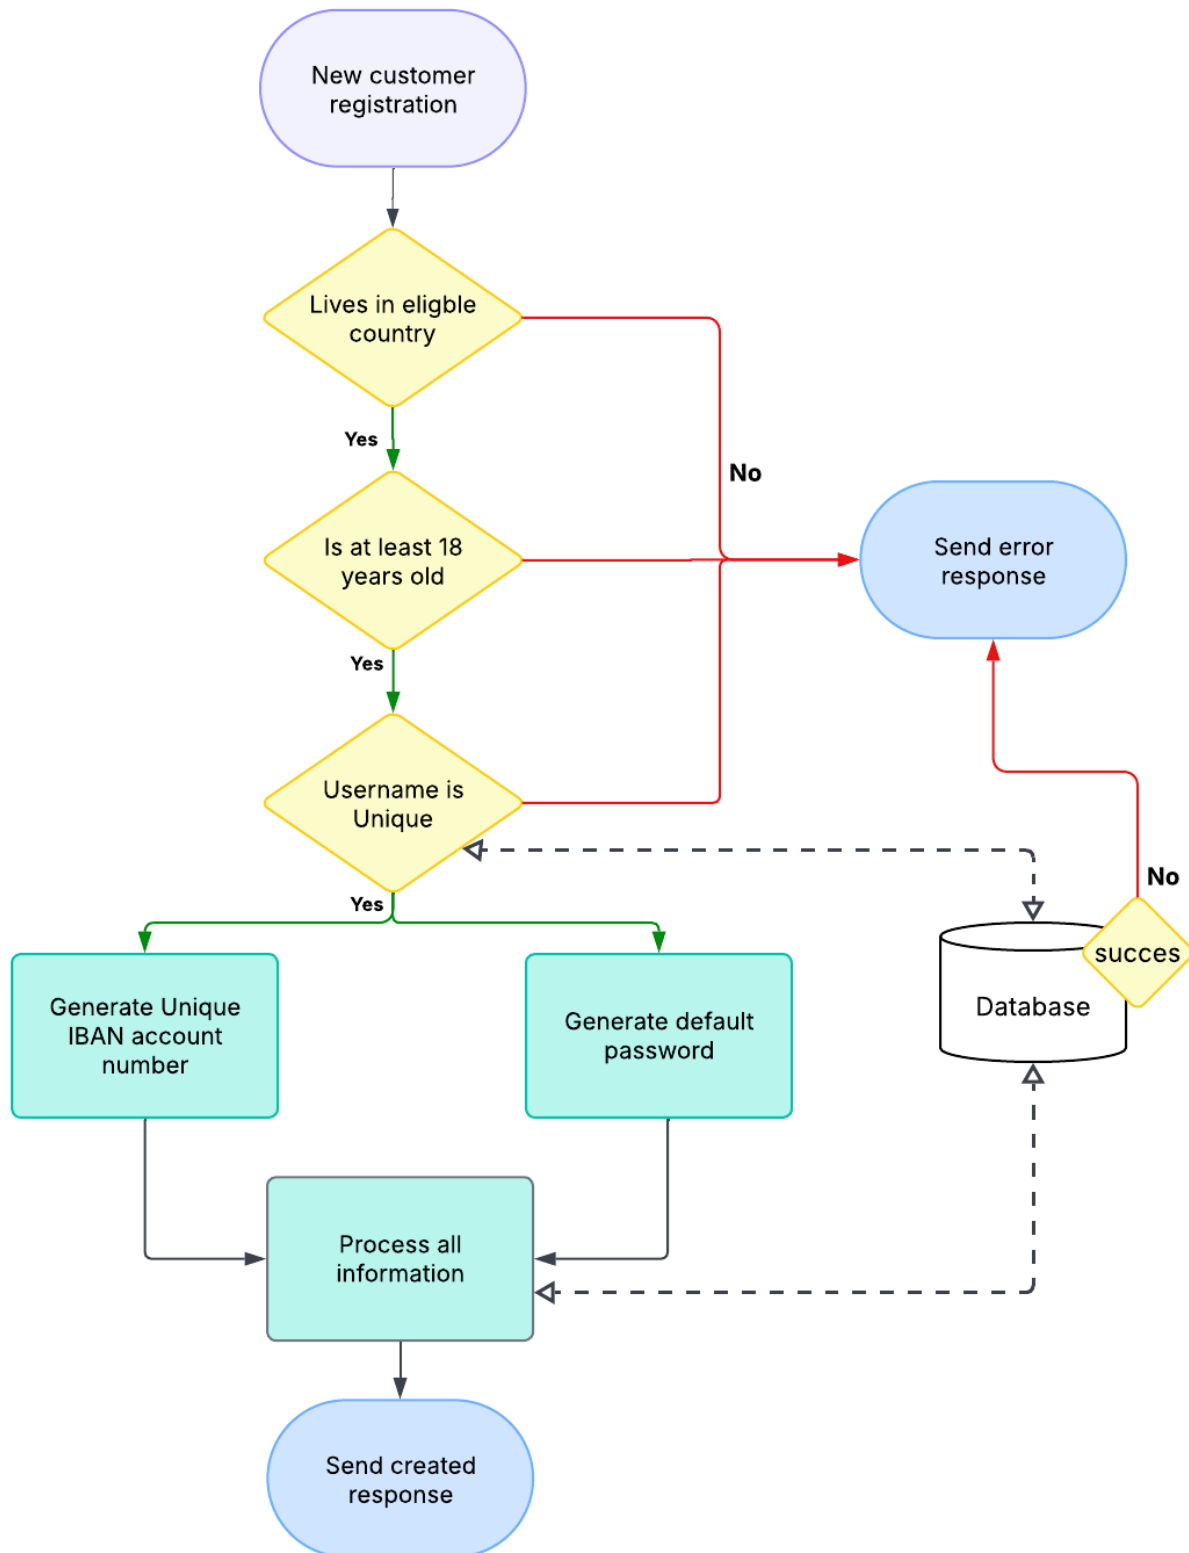 New customer
registration
Lives in eligble
country
Yes
No
Is at least 18
years old
Send error
response
Yes
Username is
Unique
Yes
No
succes
Database
Generate Unique
IBAN account
number
Generate default
password
Process all
information
Send created
response